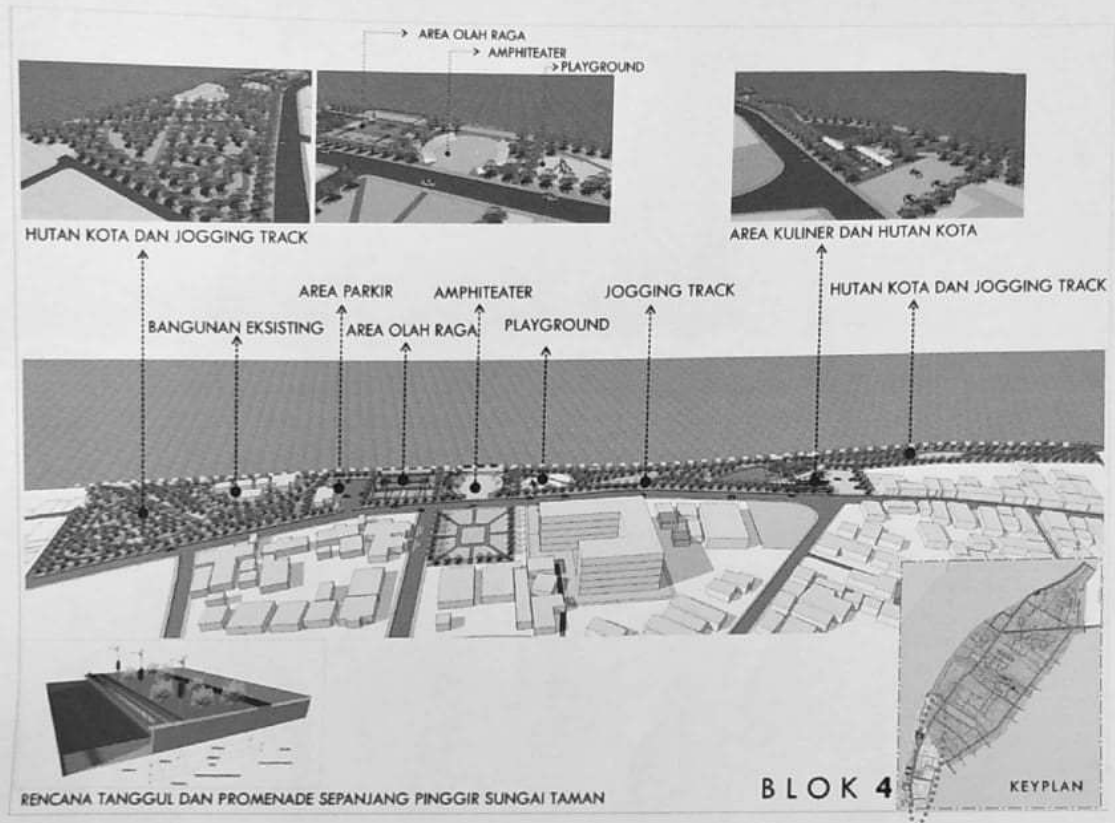 AREA OLAH RAGA
AMPHITEATER
PLAYGROUND
HUTAN KOTA DAN JOGGING TRACK
AREA KULINER DAN HUTAN KOTA
AREA PARKIR
AMPHITEATER
JOGGING TRACK
HUTAN KOTA DAN JOGGING TRACK
BANGUNAN EKSISTING
AREA OLAH RAGA
PLAYGROUND
RENCANA TANGGUL DAN PROMENADE SEPANJANG PINGGIR SUNGAI TAMAN
BLOK 4
KEYPLAN